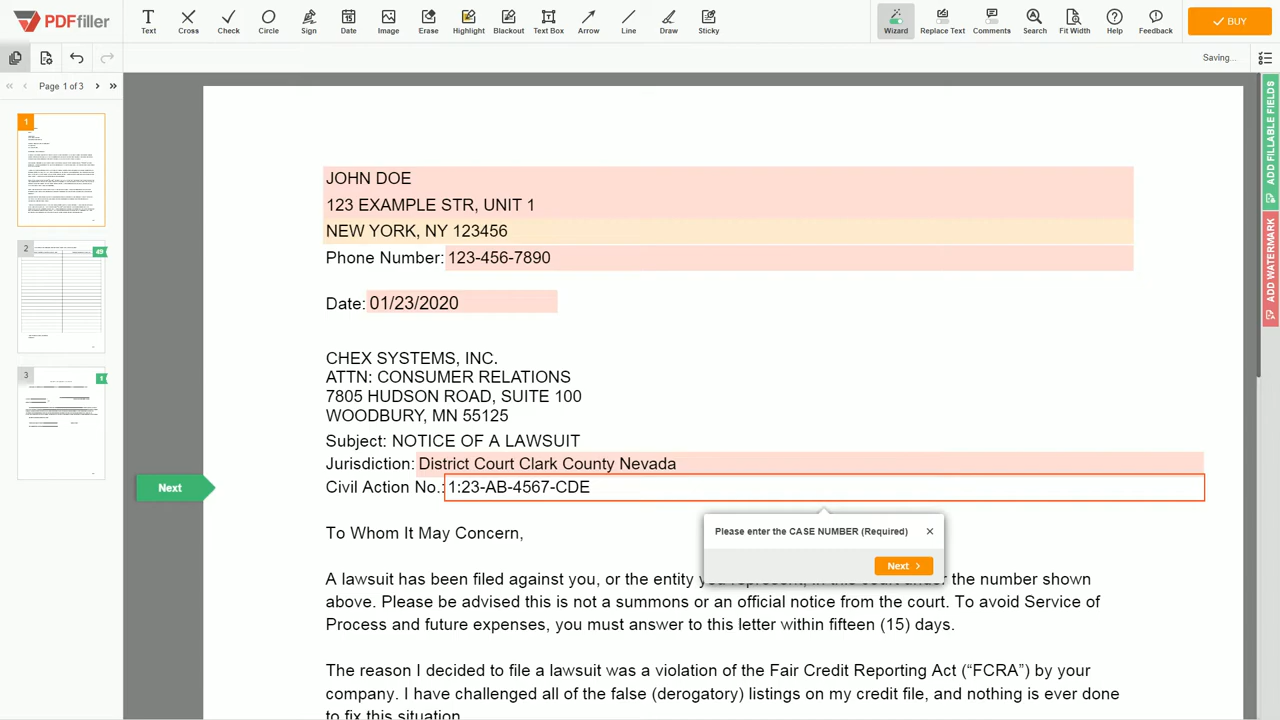 PDFfiller
Text
Cross
Check
Circle
Sign
Date
Image
Erase
Highlight
Blackout
Text Box
Arrow
Line
Draw
Sticky
Wizard
Replace Text
Comments
Search
Fit Width
Help
Feedback
BUY
Page 1 of 3
Saving...
1
2
3
ADD FILLABLE FIELDS
ADD WATERMARK
JOHN DOE
123 EXAMPLE STR, UNIT 1
NEW YORK, NY 123456
Phone Number: 123-456-7890
Date: 01/23/2020
CHEX SYSTEMS, INC.
ATTN: CONSUMER RELATIONS
7805 HUDSON ROAD, SUITE 100
WOODBURY, MN 55125
Subject: NOTICE OF A LAWSUIT
Jurisdiction: District Court Clark County Nevada
Next
Civil Action No.: 1:23-AB-4567-CDE
Please enter the CASE NUMBER (Required)
Next
To Whom It May Concern,
A lawsuit has been filed against you, or the entity the number shown
above. Please be advised this is not a summons or an official notice from the court. To avoid Service of
Process and future expenses, you must answer to this letter within fifteen (15) days.
The reason I decided to file a lawsuit was a violation of the Fair Credit Reporting Act (“FCRA”) by your
company. I have challenged all of the false (derogatory) listings on my credit file, and nothing is ever done
to fix this situation